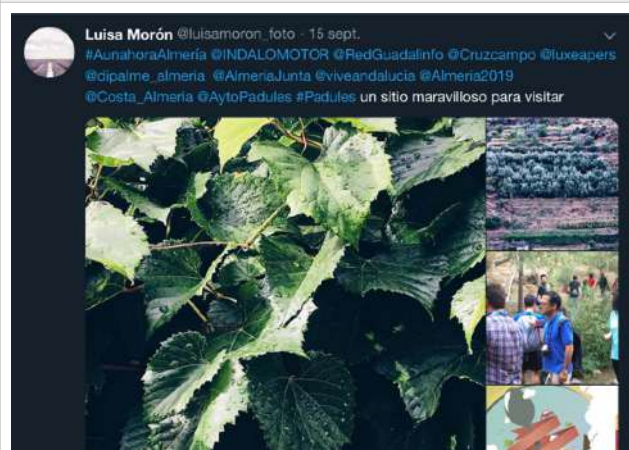 Luisa Morón @luisamoron_foto · 15 sept.
#AunahoraAlmería @INDALOMOTOR @RedGuadalinfo @Cruzcampo @luxeapers
@dipalme_almeria @AlmeriaJunta @viveandalucia @Almeria2019
@Costa_Almeria @AytoPadules #Padules un sitio maravilloso para visitar